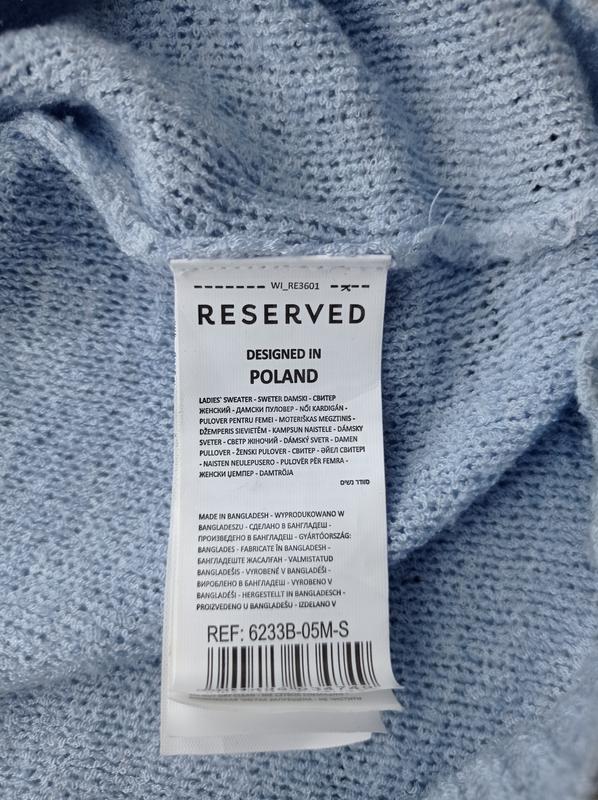 WI_RE3601
RESERVED
DESIGNED IN
POLAND
LADIES' SWEATER - SWETER DAMSKI - СВИТЕР
ЖЕНСКИЙ - ДАМСКИ ПУЛОВЕР - NŐI KARDIGÁN -
PULOVER PENTRU FEMEI - MOTERIŠKAS MEGZTINIS -
DŽEMPERIS SIEVIETĒM - KAMPSUN NAISTELE - DÁMSKY
SVETER - СВЕТР ЖІНОЧИЙ - DÁMSKÝ SVETR - DAMEN
PULLOVER - ŽENSKI PULOVER - СВИТЕР - ӘЙЕЛ СВИТЕРІ
- NAISTEN NEULEPUSERO - PULOVËR PËR FEMRA -
ЖЕНСКИ ЏЕМПЕР - DAMTRÖJA
סוודר נשים
MADE IN BANGLADESH - WYPRODUKOWANO W
BANGLADESZU - СДЕЛАНО В БАНГЛАДЕШ -
ПРОИЗВЕДЕНО В БАНГЛАДЕШ - GYÁRTÓORSZÁG:
BANGLADES - FABRICATE ÎN BANGLADESH -
БАНГЛАДЕШТЕ ЖАСАЛҒАН - VALMISTATUD
BANGLADEŠIS - VYROBENÉ V BANGLADÉŠI -
ВИРОБЛЕНО В БАНГЛАДЕШ - VYROBENO V
BANGLADÉŠI - HERGESTELLT IN BANGLADESCH -
PROIZVEDENO U BANGLADEŠU - IZDELANO V
REF: 6233B-05M-S